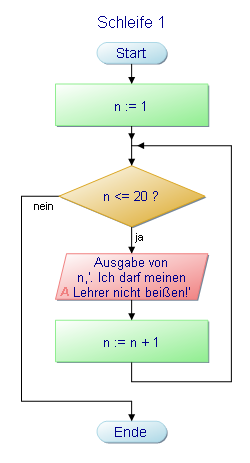 Schleife 1
Start
n := 1
n <= 20 ?
nein
ja
Ausgabe von
n,'. Ich darf meinen
A Lehrer nicht beißen!'
n := n + 1
Ende